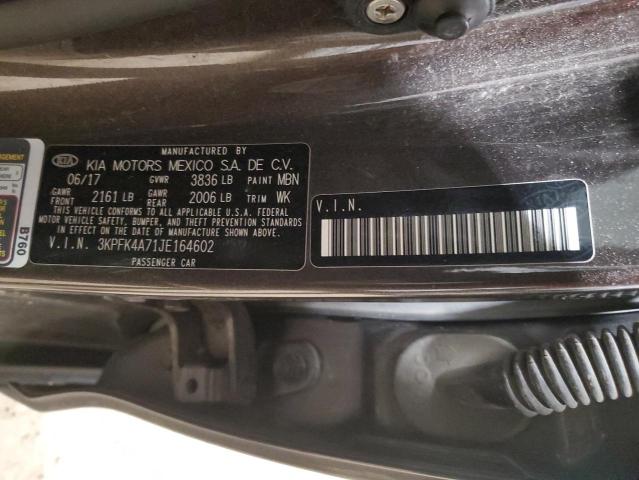 MANUFACTURED BY
KIA KIA MOTORS MEXICO S.A. DE C.V.
06/17 GVWR 3836 LB PAINT MBN
GAWR FRONT 2161 LB GAWR REAR 2006 LB TRIM WK
THIS VEHICLE CONFORMS TO ALL APPLICABLE U.S.A. FEDERAL
MOTOR VEHICLE SAFETY, BUMPER, AND THEFT PREVENTION STANDARDS
IN EFFECT ON THE DATE OF MANUFACTURE SHOWN ABOVE.
V.I.N. 3KPFK4A71JE164602
PASSENGER CAR
V.I.N.
B760